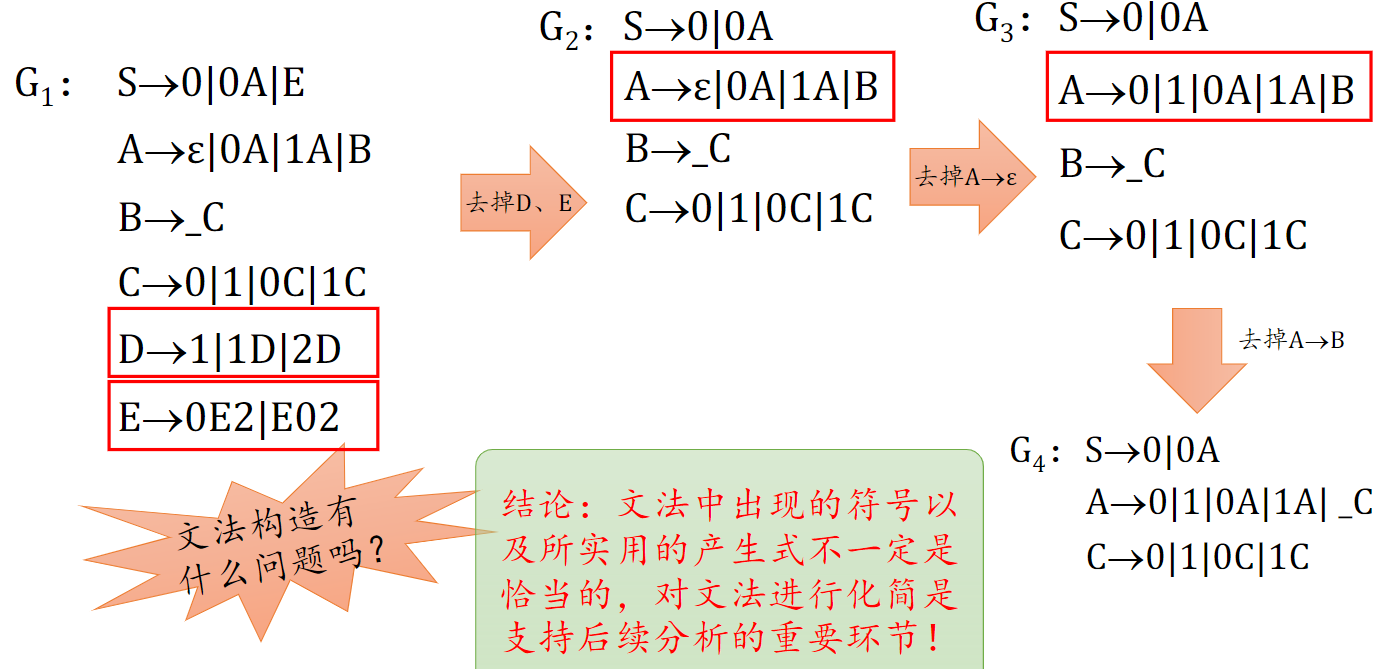 G₁: S→0|0A|E
A→ε|0A|1A|B
B→_C
C→0|1|0C|1C
D→1|1D|2D
E→0E2|E02
去掉D、E
G₂: S→0|0A
A→ε|0A|1A|B
B→_C
C→0|1|0C|1C
去掉A→ε
G₃: S→0|0A
A→0|1|0A|1A|B
B→_C
C→0|1|0C|1C
去掉A→B
G₄: S→0|0A
A→0|1|0A|1A| _C
C→0|1|0C|1C
文法构造有
什么问题吗?
结论：文法中出现的符号以
及所实用的产生式不一定是
恰当的，对文法进行化简是
支持后续分析的重要环节！